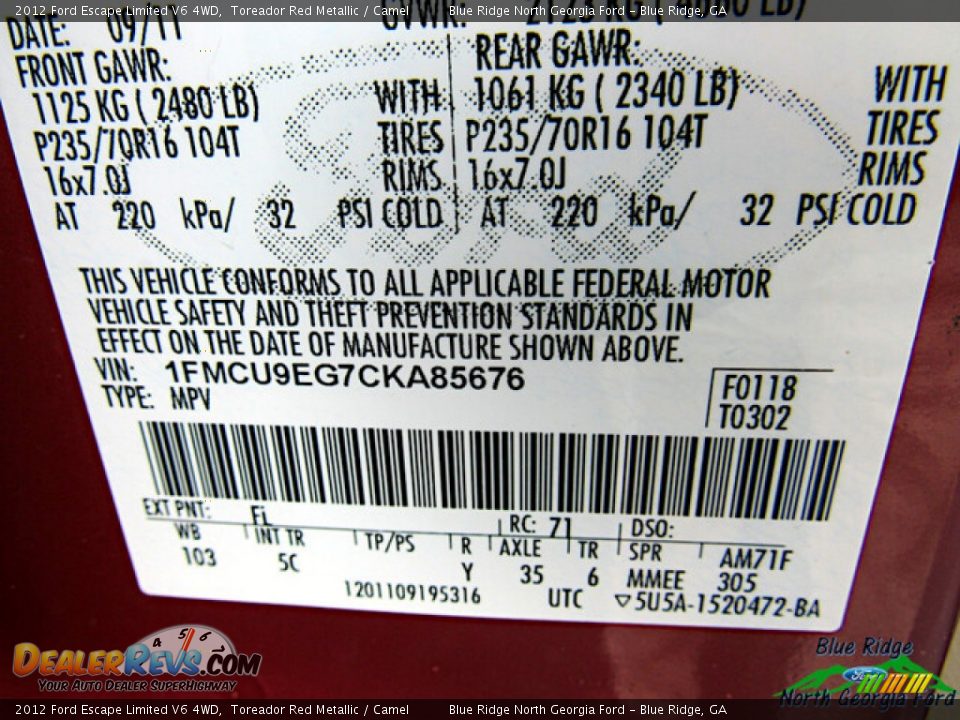 2012 Ford Escape Limited V6 4WD,  Toreador Red Metallic / Camel        Blue Ridge North Georgia Ford - Blue Ridge, GA
DATE: 09/11 GVWR:
FRONT GAWR: REAR GAWR:
1125 KG ( 2480 LB) WITH 1061 KG ( 2340 LB) WITH
P235/70R16 104T TIRES P235/70R16 104T TIRES
16x7.0J RIMS 16x7.0J RIMS
AT 220 kPa/ 32 PSI COLD AT 220 kPa/ 32 PSI COLD
THIS VEHICLE CONFORMS TO ALL APPLICABLE FEDERAL MOTOR
VEHICLE SAFETY AND THEFT PREVENTION STANDARDS IN
EFFECT ON THE DATE OF MANUFACTURE SHOWN ABOVE.
VIN: 1FMCU9EG7CKA85676
TYPE: MPV
F0118
T0302
EXT PNT: FL RC: 71 DSO:
WB INT TR TP/PS R AXLE TR SPR AM71F
103 5C Y 35 6 MMEE 305
1201109195316 UTC ▽5U5A-1520472-BA
4 5 6
DEALERREVS.COM
YOUR AUTO DEALER SUPERHIGHWAY
Blue Ridge
Ford
North Georgia Ford
2012 Ford Escape Limited V6 4WD,  Toreador Red Metallic / Camel        Blue Ridge North Georgia Ford - Blue Ridge, GA